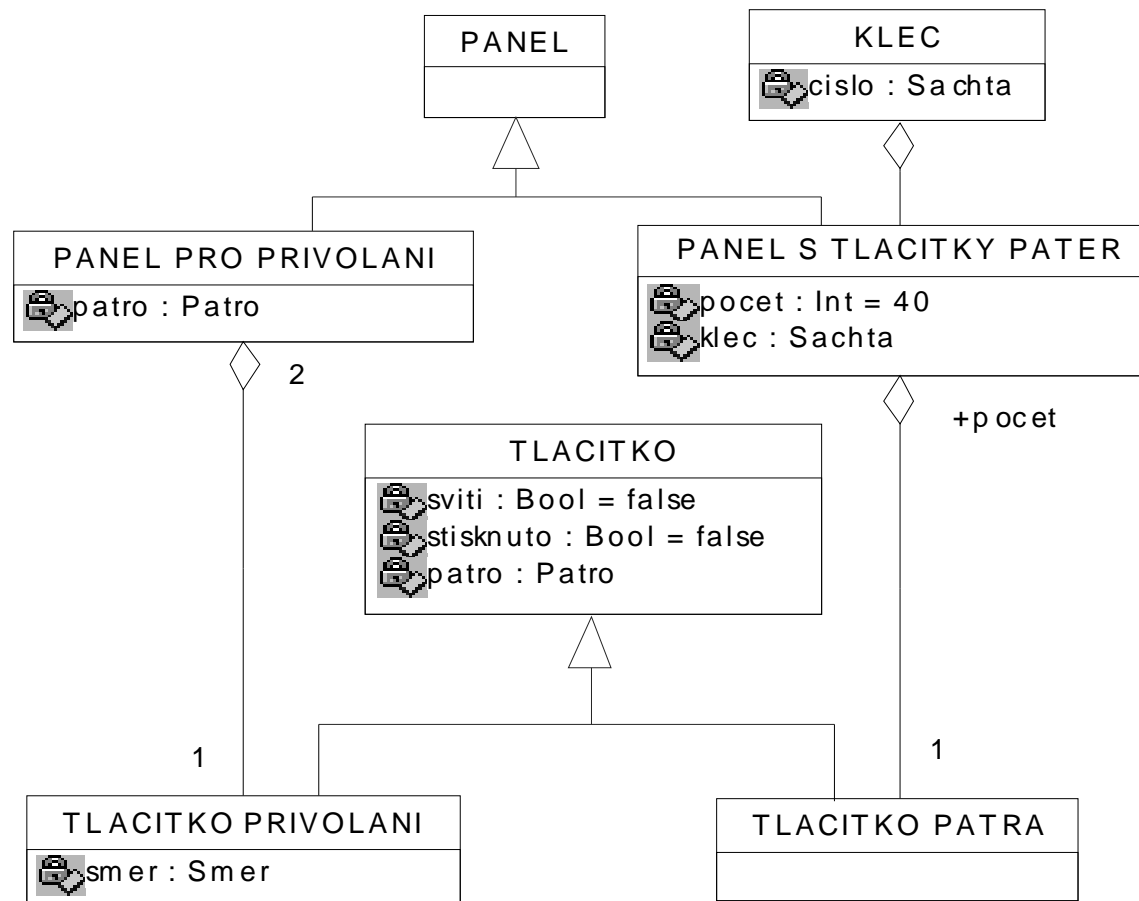 PANEL
KLEC
cislo : Sachta
PANEL PRO PRIVOLANI
patro : Patro
PANEL S TLACITKY PATER
pocet : Int = 40
klec : Sachta
2
+pocet
TLACITKO
sviti : Bool = false
stisknuto : Bool = false
patro : Patro
1
1
TLACITKO PRIVOLANI
smer : Smer
TLACITKO PATRA